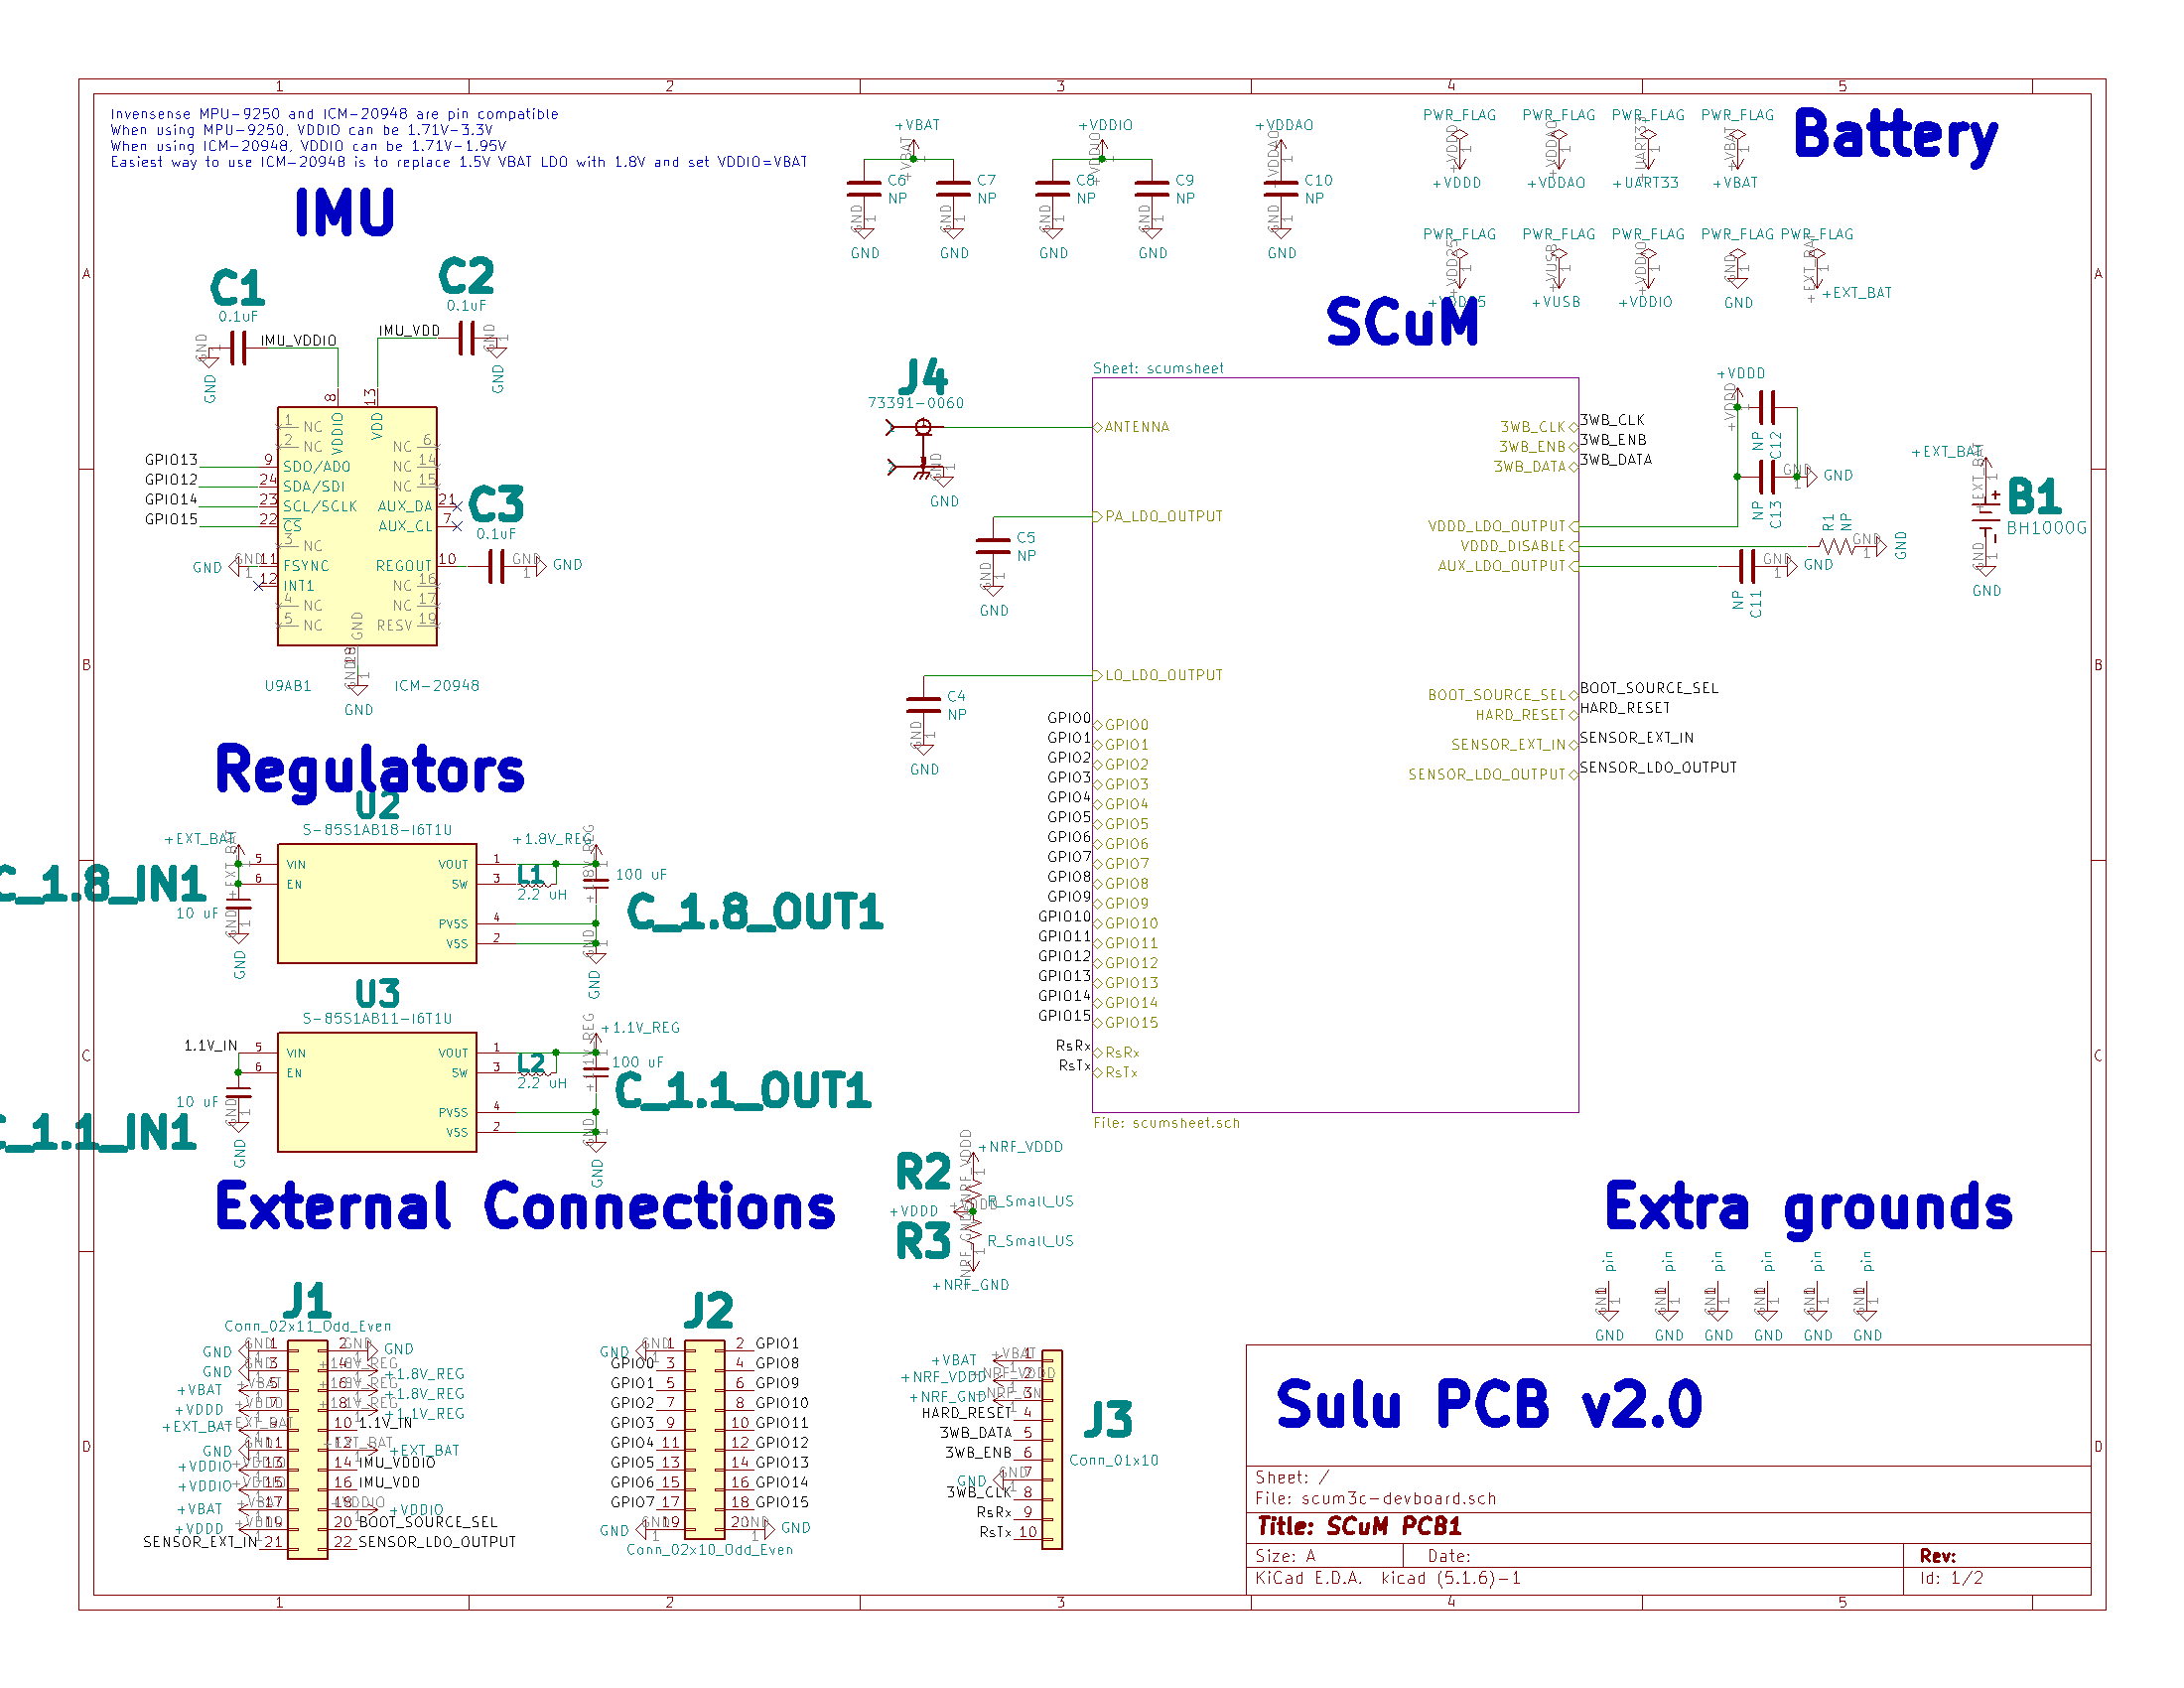 Invensense MPU-9250 and ICM-20948 are pin compatible
When using MPU-9250, VDDIO can be 1.71V-3.3V
When using ICM-20948, VDDIO can be 1.71V-1.95V
Easiest way to use ICM-20948 is to replace 1.5V VBAT LDO with 1.8V and set VDDIO=VBAT
IMU
C1
0.1uF
C2
0.1uF
IMU_VDDIO
IMU_VDD
GND
GND
8 VDDIO
13 VDD
1 NC
2 NC
GPIO13 9 SDO/AD0
GPIO12 24 SDA/SDI
GPIO14 23 SCL/SCLK
GPIO15 22 CS
3 NC
GND 11 FSYNC
12 INT1
4 NC
5 NC
NC 6
NC 14
NC 15
AUX_DA 21
AUX_CL 7
REGOUT 10
NC 16
NC 17
RESV 19
C3
0.1uF
GND
GND
U9AB1
ICM-20948
GND
+VBAT
C6
NP
C7
NP
GND
GND
+VDDIO
C8
NP
C9
NP
GND
GND
+VDDAO
C10
NP
GND
PWR_FLAG PWR_FLAG PWR_FLAG PWR_FLAG
+VDDD +VDDAO +UART33 +VBAT
PWR_FLAG PWR_FLAG PWR_FLAG PWR_FLAG PWR_FLAG
+VUSB +VDDIO GND +EXT_BAT
Battery
+EXT_BAT
B1
BH1000G
GND
SCuM
Sheet: scumsheet
J4
73391-0060
GND
ANTENNA
PA_LDO_OUTPUT
C5
NP
GND
LO_LDO_OUTPUT
C4
NP
GND
GPIO0 GPIO0
GPIO1 GPIO1
GPIO2 GPIO2
GPIO3 GPIO3
GPIO4 GPIO4
GPIO5 GPIO5
GPIO6 GPIO6
GPIO7 GPIO7
GPIO8 GPIO8
GPIO9 GPIO9
GPIO10 GPIO10
GPIO11 GPIO11
GPIO12 GPIO12
GPIO13 GPIO13
GPIO14 GPIO14
GPIO15 GPIO15
RsRx RsRx
RsTx RsTx
3WB_CLK 3WB_CLK
3WB_ENB 3WB_ENB
3WB_DATA 3WB_DATA
VDDD_LDO_OUTPUT
VDDD_DISABLE
AUX_LDO_OUTPUT
BOOT_SOURCE_SEL BOOT_SOURCE_SEL
HARD_RESET HARD_RESET
SENSOR_EXT_IN SENSOR_EXT_IN
SENSOR_LDO_OUTPUT SENSOR_LDO_OUTPUT
File: scumsheet.sch
+VDDD
NP
C12
NP
C13
GND
R1
NP
GND
NP
C11
GND
Regulators
U2
S-85S1AB18-I6T1U
+EXT_BAT
C_1.8_IN1
10 uF
GND
5 VIN
6 EN
VOUT 1
SW 3
PVSS 4
VSS 2
+1.8V_REG
L1
2.2 uH
100 uF
C_1.8_OUT1
GND
U3
S-85S1AB11-I6T1U
1.1V_IN
10 uF
C_1.1_IN1
GND
5 VIN
6 EN
VOUT 1
SW 3
PVSS 4
VSS 2
+1.1V_REG
L2
2.2 uH
100 uF
C_1.1_OUT1
GND
+NRF_VDDD
R2
R_Small_US
+VDDD
R3
R_Small_US
+NRF_GND
External Connections
J1
Conn_02x11_Odd_Even
GND 1 2 GND
GND 3 4 +1.8V_REG
+VBAT 5 6 +1.8V_REG
+VDDD 7 8 +1.1V_REG
+EXT_BAT 9 10 1.1V_IN
GND 11 12 +EXT_BAT
+VDDIO 13 14 IMU_VDDIO
+VDDIO 15 16 IMU_VDD
+VBAT 17 18 +VDDIO
+VDDD 19 20 BOOT_SOURCE_SEL
SENSOR_EXT_IN 21 22 SENSOR_LDO_OUTPUT
J2
GND 1 2 GPIO1
GPIO0 3 4 GPIO8
GPIO1 5 6 GPIO9
GPIO2 7 8 GPIO10
GPIO3 9 10 GPIO11
GPIO4 11 12 GPIO12
GPIO5 13 14 GPIO13
GPIO6 15 16 GPIO14
GPIO7 17 18 GPIO15
GND 19 20 GND
Conn_02x10_Odd_Even
J3
Conn_01x10
+VBAT 1
+NRF_VDDD 2
+NRF_GND 3
HARD_RESET 4
3WB_DATA 5
3WB_ENB 6
GND 7
3WB_CLK 8
RsRx 9
RsTx 10
Extra grounds
pin pin pin pin pin pin
GND GND GND GND GND GND
Sulu PCB v2.0
Sheet: /
File: scum3c-devboard.sch
Title: SCuM PCB1
Size: A Date: Rev:
KiCad E.D.A. kicad (5.1.6)-1 Id: 1/2
1 2 3 4 5
A B C D